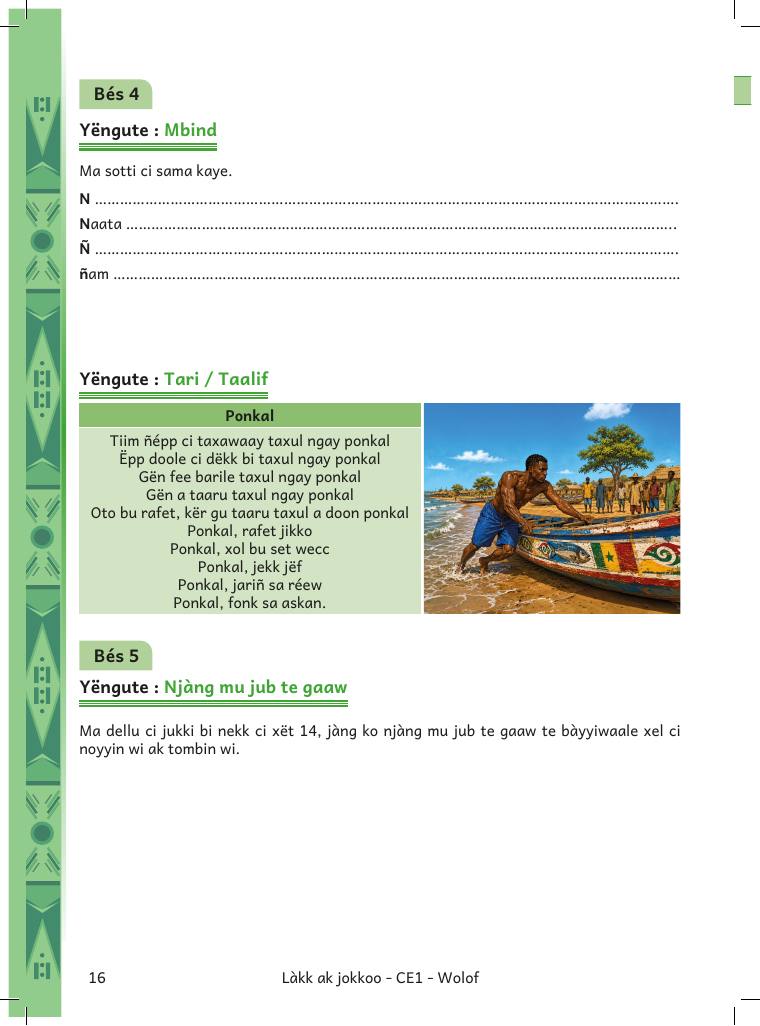 Bés 4
Yëngute : Mbind
Ma sotti ci sama kaye.
N ........................................................................................................
Naata ........................................................................................................
Ñ ........................................................................................................
ñam ........................................................................................................
Yëngute : Tari / Taalif
Ponkal
Tiim ñépp ci taxawaay taxul ngay ponkal
Ëpp doole ci dëkk bi taxul ngay ponkal
Gën fee barile taxul ngay ponkal
Gën a taaru taxul ngay ponkal
Oto bu rafet, kër gu taaru taxul a doon ponkal
Ponkal, rafet jikko
Ponkal, xol bu set wecc
Ponkal, jekk jëf
Ponkal, jariñ sa réew
Ponkal, fonk sa askan.
Bés 5
Yëngute : Njàng mu jub te gaaw
Ma dellu ci jukki bi nekk ci xët 14, jàng ko njàng mu jub te gaaw te bàyyiwaale xel ci
noyyin wi ak tombin wi.
16
Làkk ak jokkoo - CE1 - Wolof